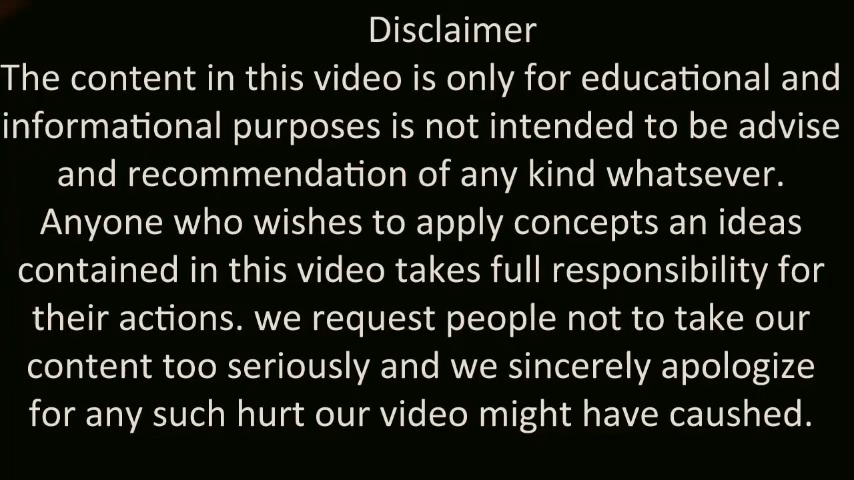 Disclaimer
The content in this video is only for educational and
informational purposes is not intended to be advise
and recommendation of any kind whatsever.
Anyone who wishes to apply concepts an ideas
contained in this video takes full responsibility for
their actions. we request people not to take our
content too seriously and we sincerely apologize
for any such hurt our video might have caushed.